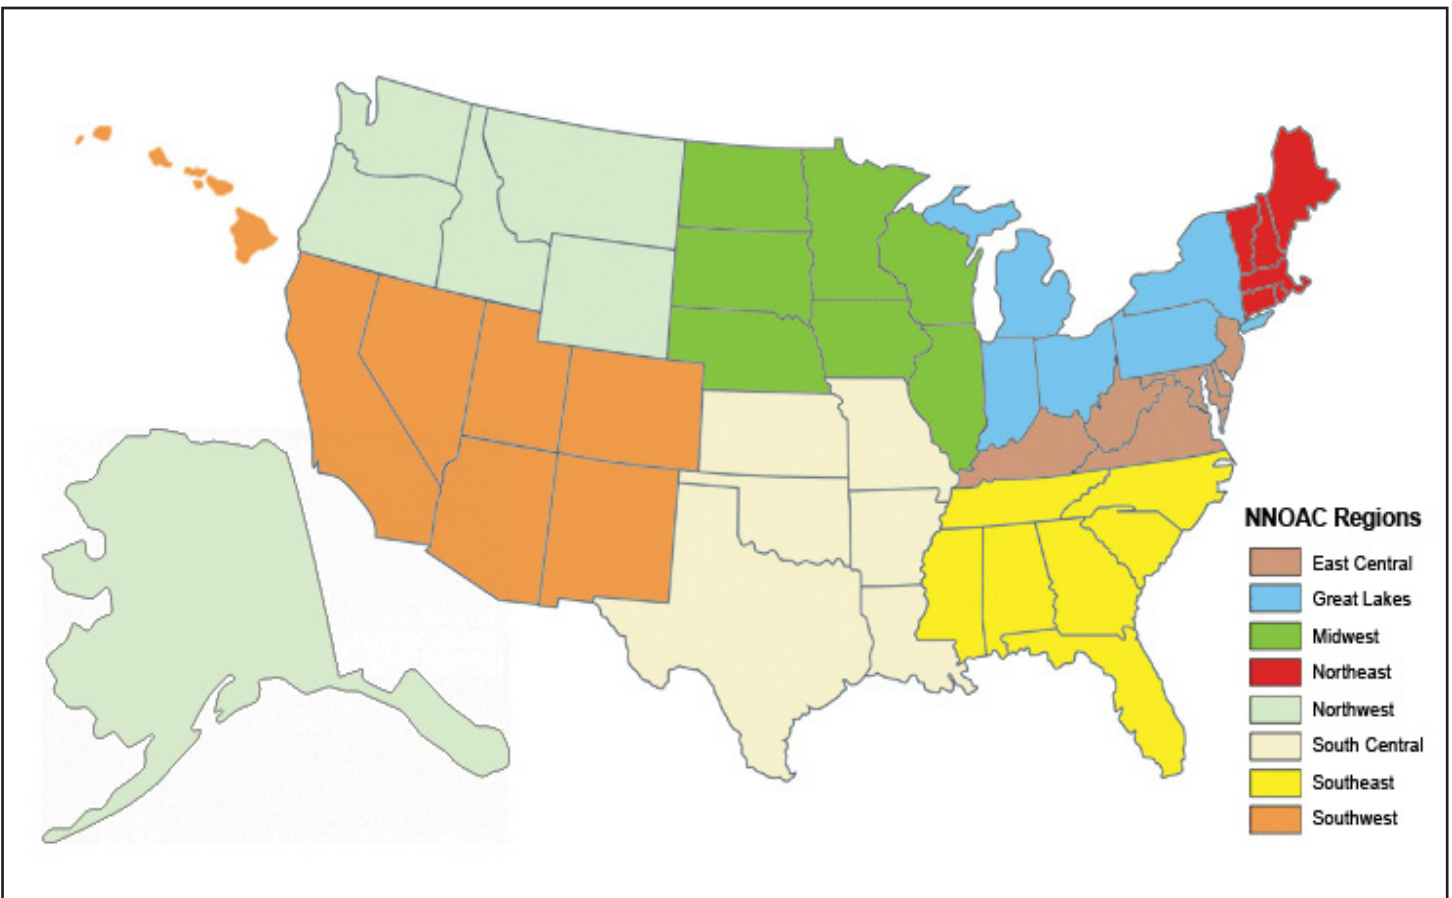 NNOAC Regions
East Central
Great Lakes
Midwest
Northeast
Northwest
South Central
Southeast
Southwest